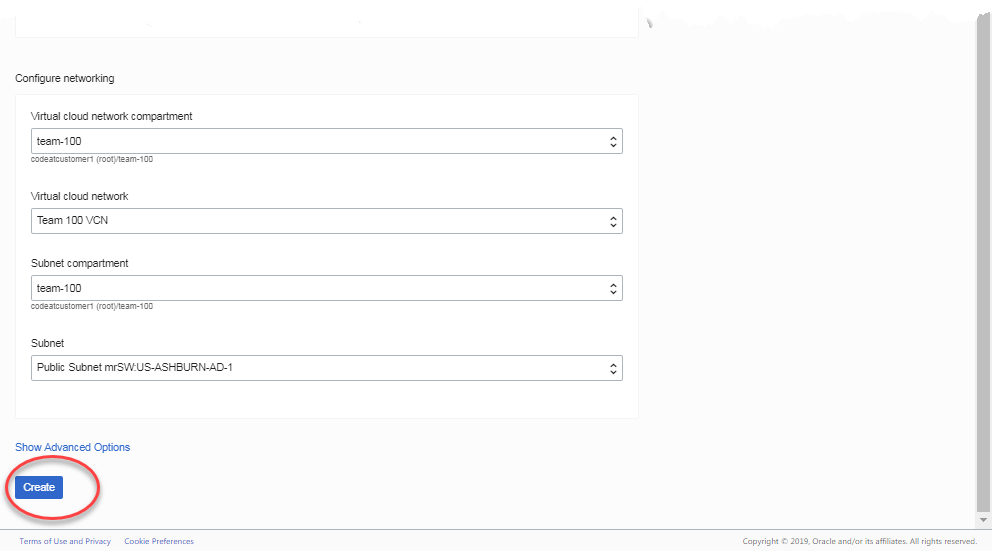 Configure networking
Virtual cloud network compartment
team-100
codeatcustomer1 (root)/team-100
Virtual cloud network
Team 100 VCN
Subnet compartment
team-100
codeatcustomer1 (root)/team-100
Subnet
Public Subnet mrSW:US-ASHBURN-AD-1
Show Advanced Options
Create
Terms of Use and Privacy Cookie Preferences Copyright © 2019, Oracle and/or its affiliates. All rights reserved.